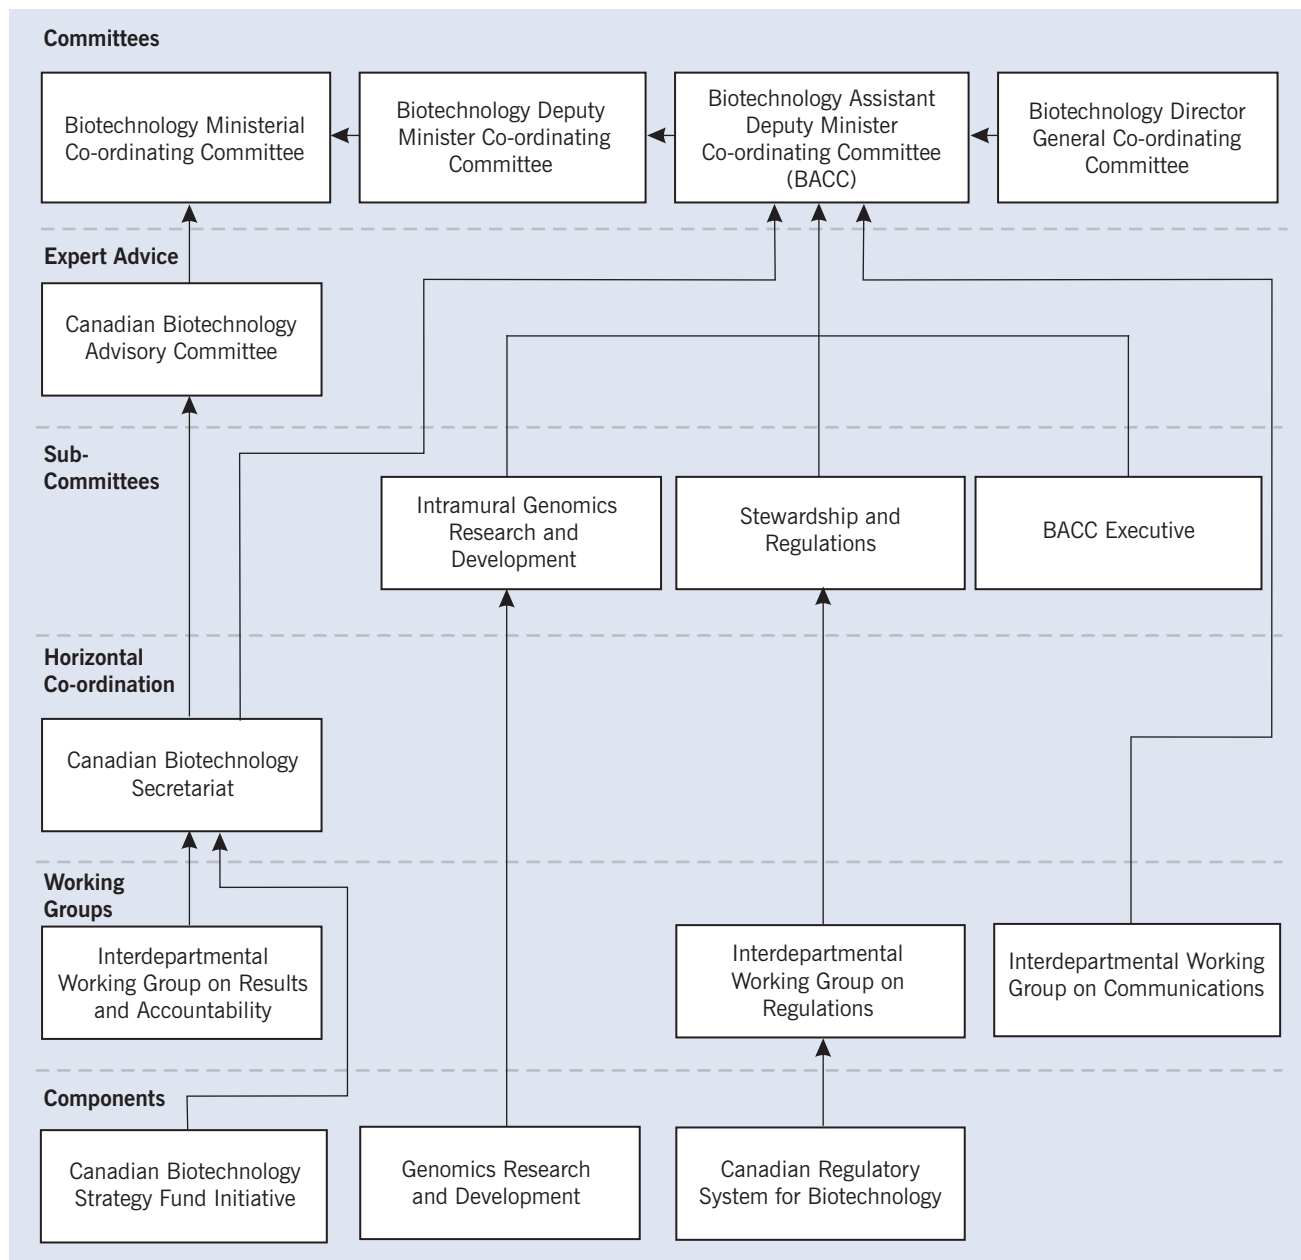 Committees
Biotechnology Ministerial
Co-ordinating Committee
Biotechnology Deputy
Minister Co-ordinating
Committee
Biotechnology Assistant
Deputy Minister
Co-ordinating Committee
(BACC)
Biotechnology Director
General Co-ordinating
Committee
Expert Advice
Canadian Biotechnology
Advisory Committee
Sub-
Committees
Intramural Genomics
Research and
Development
Stewardship and
Regulations
BACC Executive
Horizontal
Co-ordination
Canadian Biotechnology
Secretariat
Working
Groups
Interdepartmental
Working Group on Results
and Accountability
Interdepartmental
Working Group on
Regulations
Interdepartmental Working
Group on Communications
Components
Canadian Biotechnology
Strategy Fund Initiative
Genomics Research
and Development
Canadian Regulatory
System for Biotechnology